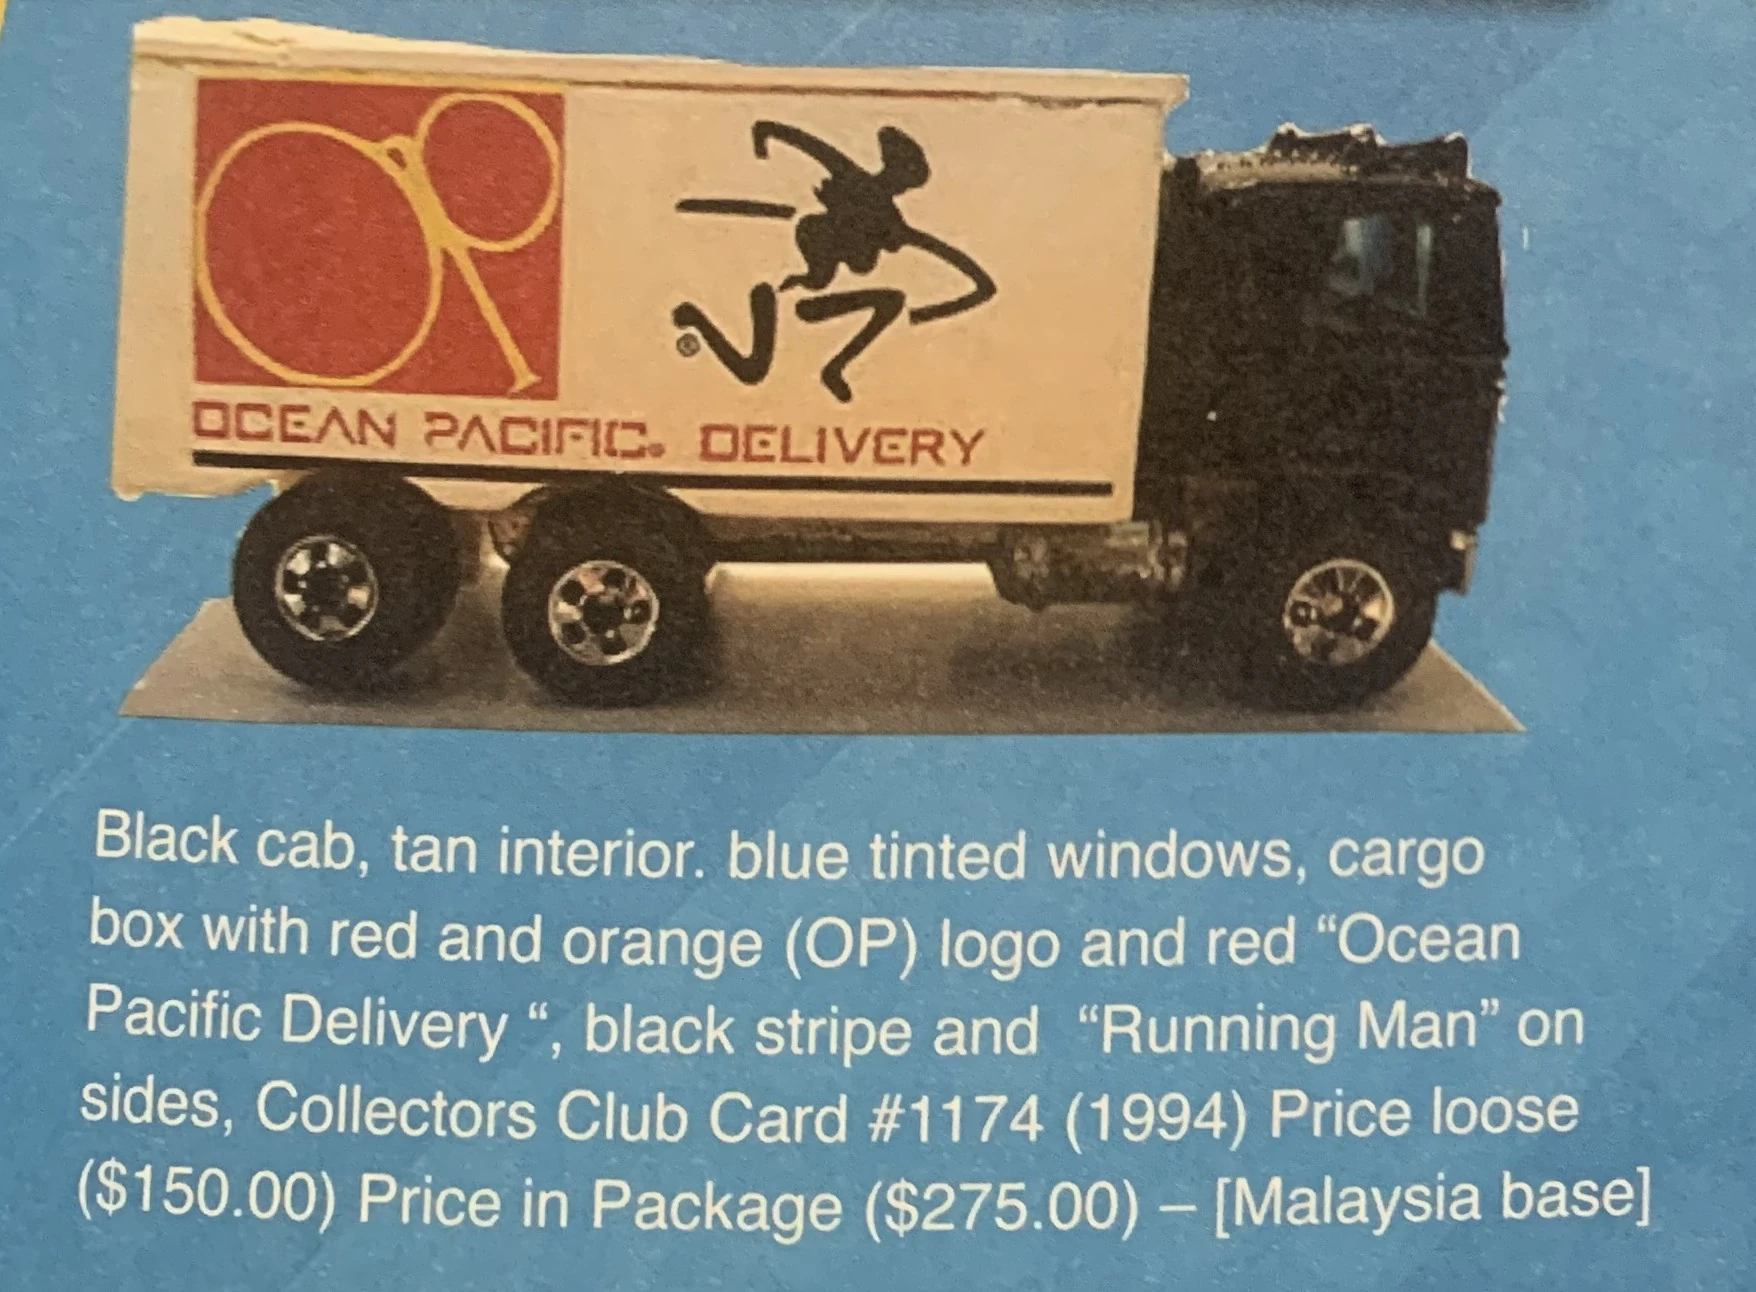 OP
OCEAN PACIFIC. DELIVERY
®
Black cab, tan interior. blue tinted windows, cargo
box with red and orange (OP) logo and red “Ocean
Pacific Delivery “, black stripe and “Running Man” on
sides, Collectors Club Card #1174 (1994) Price loose
($150.00) Price in Package ($275.00) – [Malaysia base]